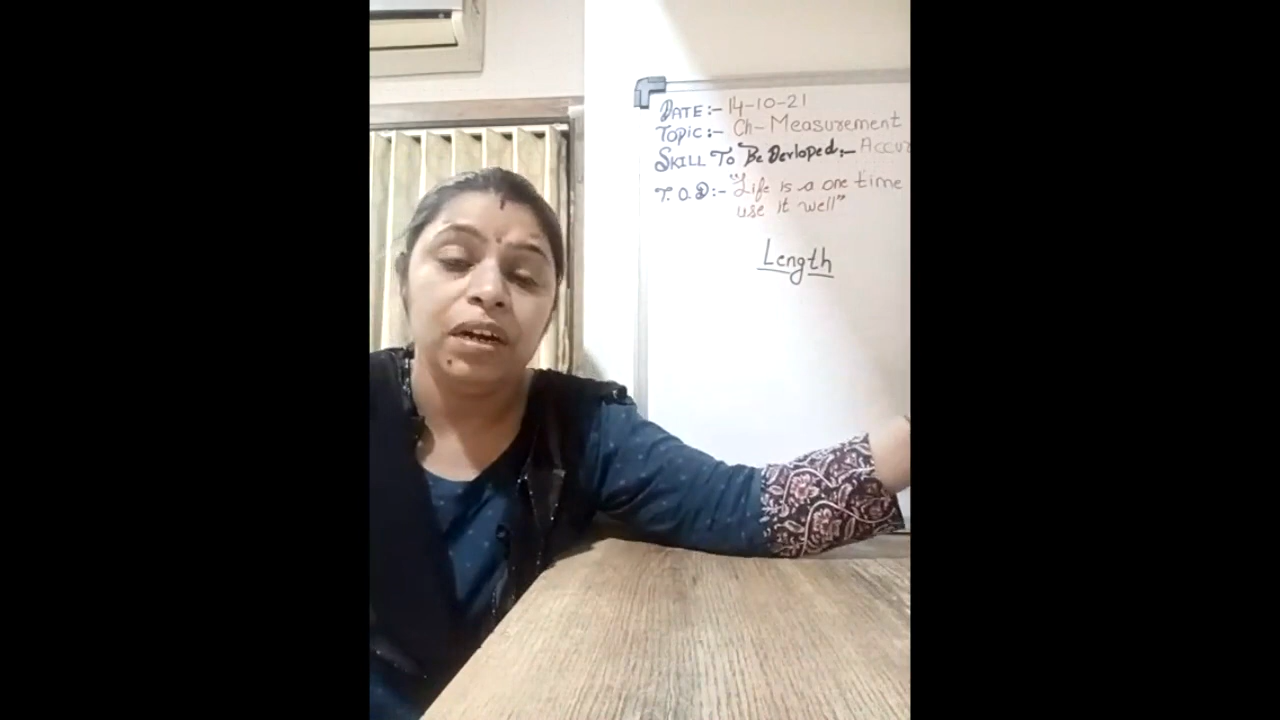 DATE:- 14-10-21
TOPIC:- Ch- Measurement
SKILL To Be Devloped:- Accur
T.O.D:- "Life is a one time
use it well"
Length